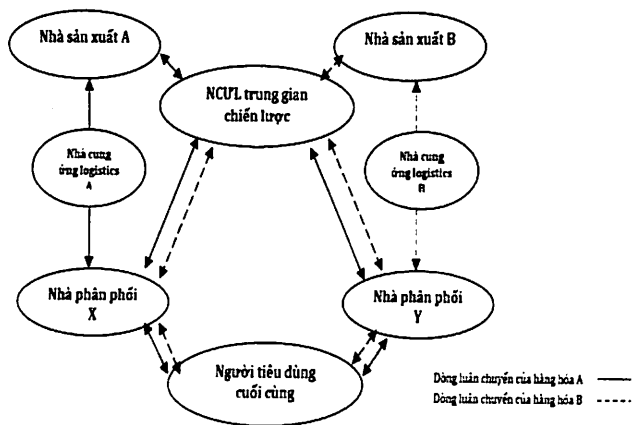 Nhà sản xuất A
Nhà sản xuất B
NCƯL trung gian
chiến lược
Nhà cung
ứng logistics
A
Nhà cung
ứng logistics
B
Nhà phân phối
X
Nhà phân phối
Y
Người tiêu dùng
cuối cùng
Dòng luân chuyển của hàng hóa A
Dòng luân chuyển của hàng hóa B